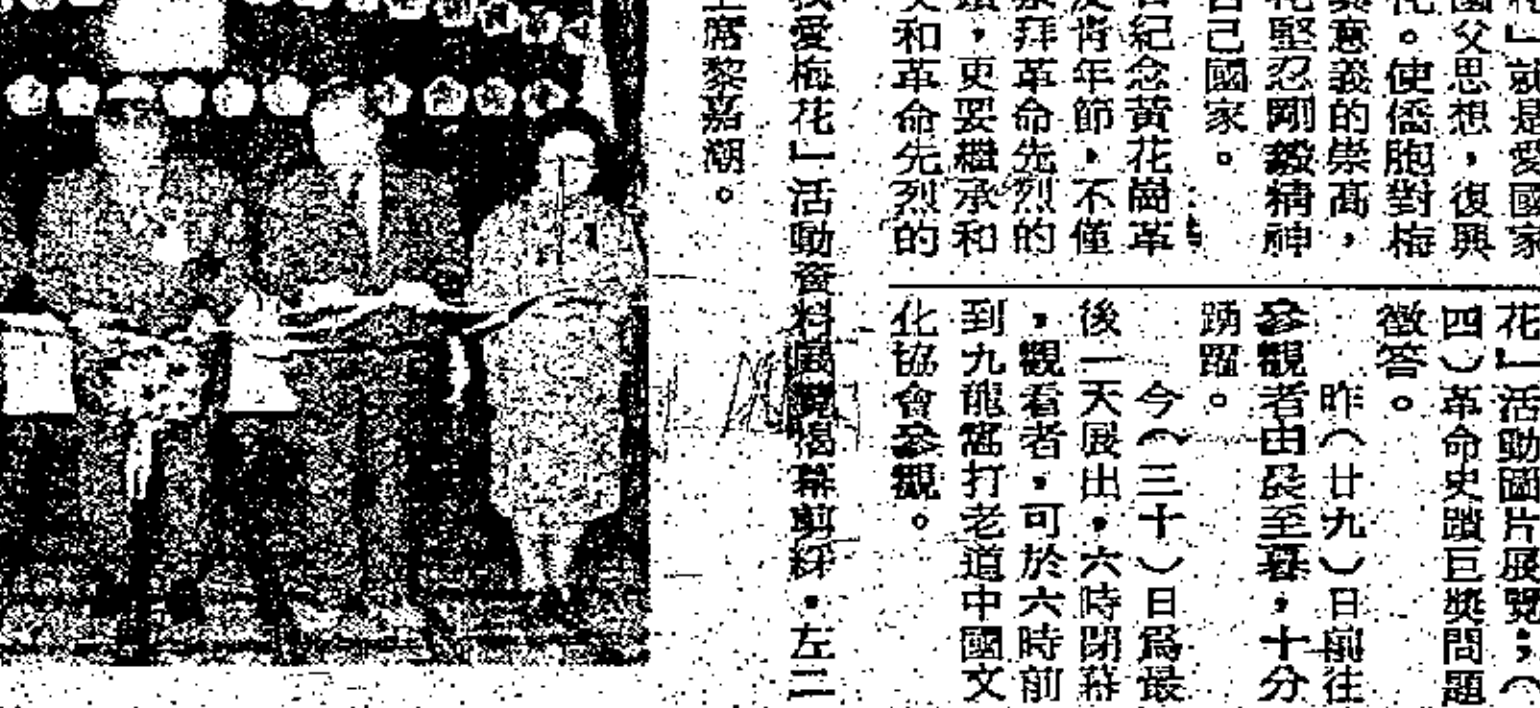 」就是愛國家
國父思想，復興
化。使僑胞對梅
意義的崇高，
花堅忍剛毅精神
自己國家。
紀念黃花崗革
青年節，不僅
崇拜革命先烈的
，更要繼承和
和革命先烈的
花」活動圖片展覽；（
四）革命史蹟巨獎問題
徵答。
昨（廿九）日前往
參觀者由晨至暮，十分
踴躍。
今（三十）日爲最
後一天展出，六時閉幕
，觀看者，可於六時前
到九龍窩打老道中國文
化協會參觀。
我愛梅花」活動資料展覽揭幕剪綵，左二
主席黎嘉潮。